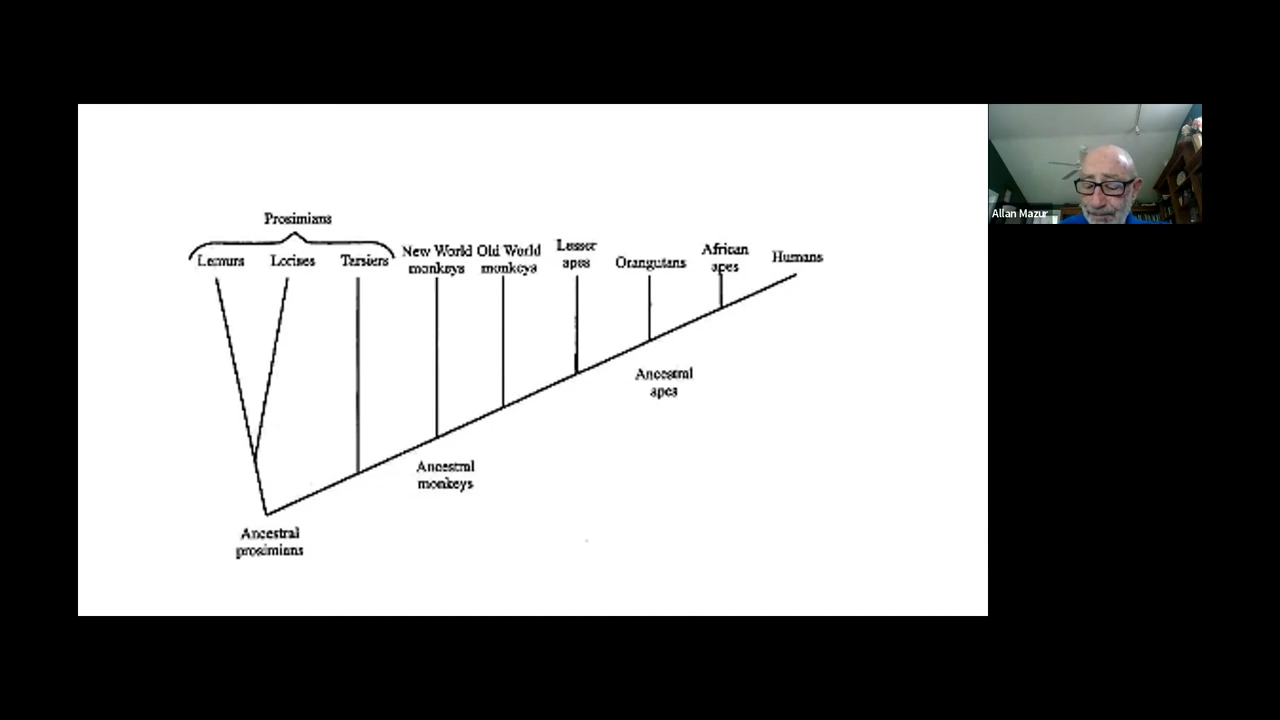 Prosimians
Lemurs Lorises Tarsiers
New World
monkeys
Old World
monkeys
Lesser
apes
Orangutans
African
apes
Humans
Ancestral
apes
Ancestral
monkeys
Ancestral
prosimians
Allan Mazur